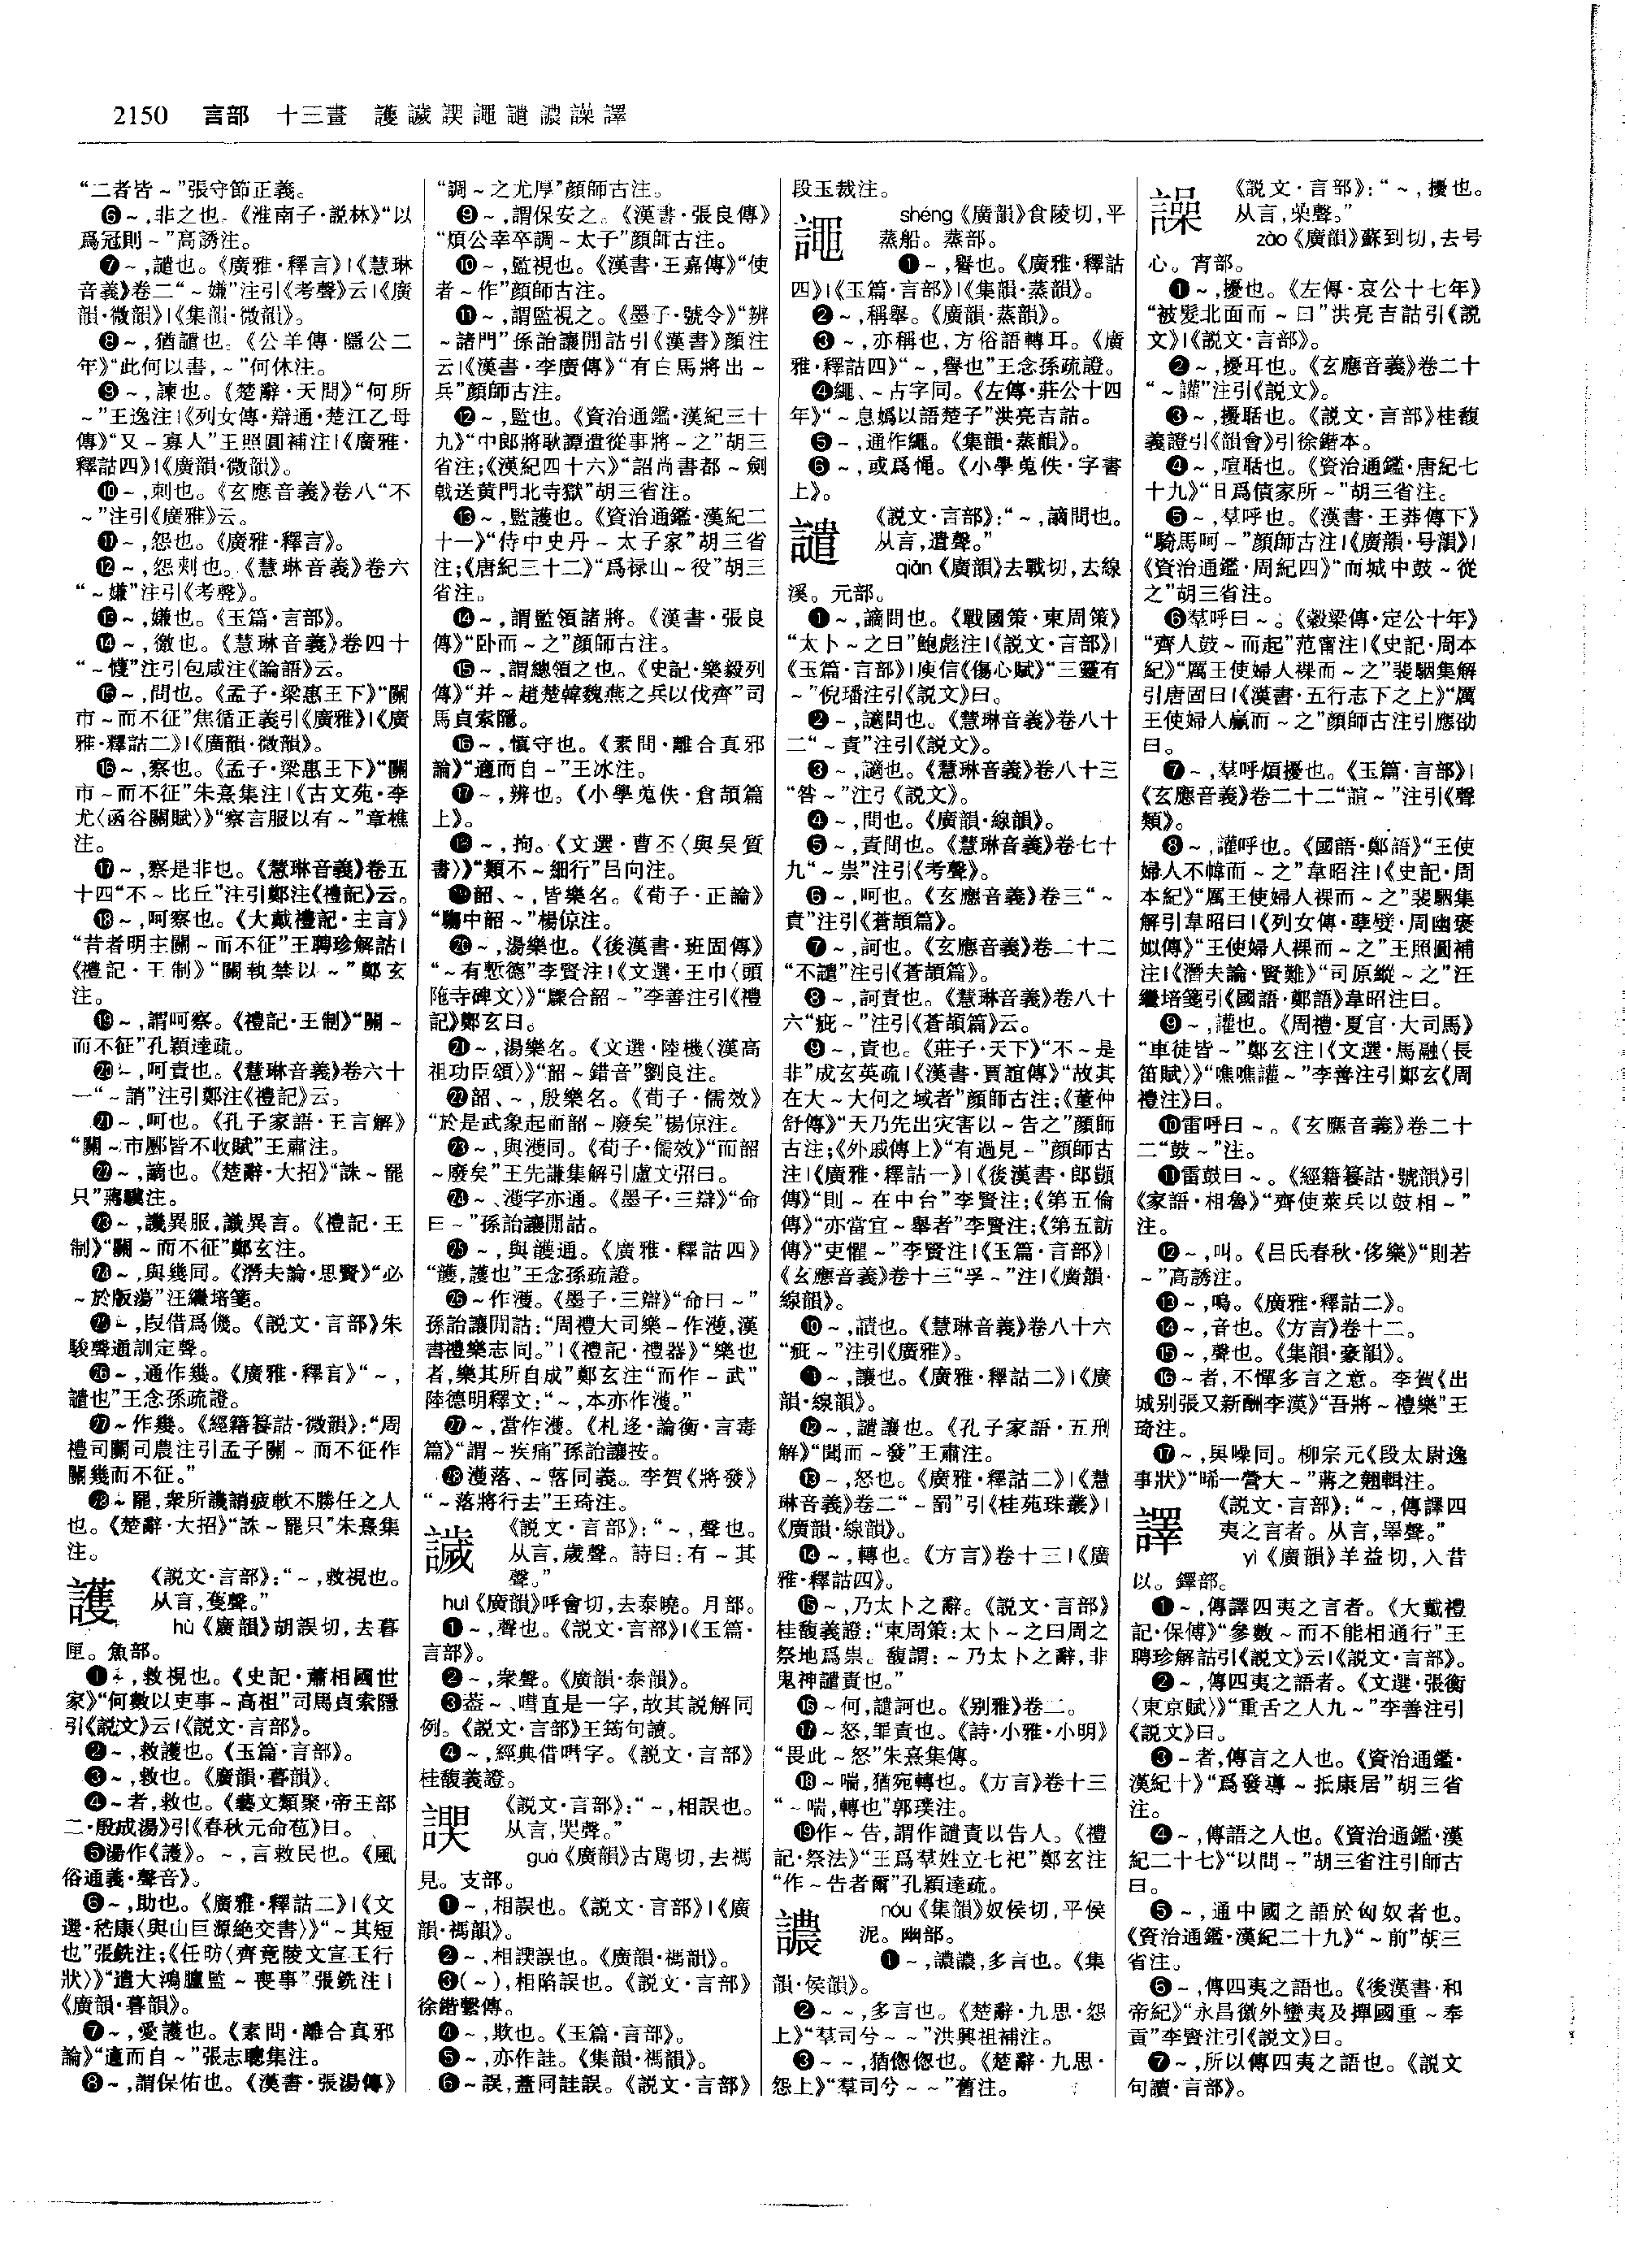 2150 言部 十三畫 護譏諛譝譴譨譟譯
“二者皆～”張守節正義。
❻～,非之也。《淮南子·説林》“以
爲冠則～”高誘注。
❼～,譴也。《廣雅·釋言》|《慧琳
音義》卷二“～嫌”注引《考聲》云|《廣
韻·微韻》|《集韻·微韻》。
❽～,猶譴也。《公羊傳·隱公二
年》“此何以書,～”何休注。
❾～,諫也。《楚辭·天問》“何所
～”王逸注|《列女傳·辯通·楚江乙母
傳》“又～寡人”王照圓補注|《廣雅·
釋詁四》|《廣韻·微韻》。
❿～,刺也。《玄應音義》卷八“不
～”注引《廣雅》云。
⓫～,怨也。《廣雅·釋言》。
⓬～,怨刺也。《慧琳音義》卷六
“～嫌”注引《考聲》。
⓭～,嫌也。《玉篇·言部》。
⓮～,微也。《慧琳音義》卷四十
“～㦬”注引包咸注《論語》云。
⓯～,問也。《孟子·梁惠王下》“關
市～而不征”焦循正義引《廣雅》|《廣
雅·釋詁二》|《廣韻·微韻》。
⓰～,察也。《孟子·梁惠王下》“關
市～而不征”朱熹集注|《古文苑·李
尤〈函谷關賦〉》“察言服以有～”章樵
注。
⓱～,察是非也。《慧琳音義》卷五
十四“不～比丘”注引鄭注《禮記》云。
⓲～,呵察也。《大戴禮記·主言》
“昔者明主關～而不征”王聘珍解詁|
《禮記·王制》“關執禁以～”鄭玄
注。
⓳～,謂呵察。《禮記·王制》“關～
而不征”孔穎達疏。
⓴～,呵責也。《慧琳音義》卷六十
一“～誚”注引鄭注《禮記》云。
㉑～,呵也。《孔子家語·王言解》
“關～市鄽皆不收賦”王肅注。
㉒～,謫也。《楚辭·大招》“誅～罷
只”蔣驥注。
㉓～,譏異服,識異言。《禮記·王
制》“關～而不征”鄭玄注。
㉔～,與幾同。《潛夫論·思賢》“必
～於版蕩”汪繼培箋。
㉕～,叚借爲僟。《説文·言部》朱
駿聲通訓定聲。
㉖～,通作幾。《廣雅·釋言》“～,
譴也”王念孫疏證。
㉗～作幾。《經籍籑詁·微韻》:“周
禮司關司農注引孟子關～而不征作
關幾而不征。”
㉘～罷,衆所譏誚疲軟不勝任之人
也。《楚辭·大招》“誅～罷只”朱熹集
注。
護 《説文·言部》:“～,救視也。
从言,蒦聲。”
hù《廣韻》胡誤切,去暮
匣。魚部。
❶～,救視也。《史記·蕭相國世
家》“何數以吏事～高祖”司馬貞索隱
引《説文》云|《説文·言部》。
❷～,救護也。《玉篇·言部》。
❸～,救也。《廣韻·暮韻》。
❹～者,救也。《藝文類聚·帝王部
二·殷成湯》引《春秋元命苞》曰。
❺湯作《護》。～,言救民也。《風
俗通義·聲音》。
❻～,助也。《廣雅·釋詁二》|《文
選·嵇康〈與山巨源絶交書〉》“～其短
也”張銑注;《任昉〈齊竟陵文宣王行
狀〉》“遣大鴻臚監～喪事”張銑注|
《廣韻·暮韻》。
❼～,愛護也。《素問·離合真邪
論》“適而自～”張志聰集注。
❽～,謂保佑也。《漢書·張湯傳》
“調～之尤厚”顔師古注。
❾～,謂保安之。《漢書·張良傳》
“煩公幸卒調～太子”顔師古注。
❿～,監視也。《漢書·王嘉傳》“使
者～作”顔師古注。
⓫～,謂監視之。《墨子·號令》“辨
～諸門”孫詒讓閒詁引《漢書》顔注
云|《漢書·李廣傳》“有白馬將出～
兵”顔師古注。
⓬～,監也。《資治通鑑·漢紀三十
九》“中郎將耿譚遣從事將～之”胡三
省注;《漢紀四十六》“詔尚書都～劍
戟送黄門北寺獄”胡三省注。
⓭～,監護也。《資治通鑑·漢紀二
十一》“侍中史丹～太子家”胡三省
注;《唐紀三十二》“爲禄山～役”胡三
省注。
⓮～,謂監領諸將。《漢書·張良
傳》“卧而～之”顔師古注。
⓯～,謂總領之也。《史記·樂毅列
傳》“并～趙楚韓魏燕之兵以伐齊”司
馬貞索隱。
⓰～,慎守也。《素問·離合真邪
論》“適而自～”王冰注。
⓱～,辨也。《小學蒐佚·倉頡篇
上》。
⓲～,拘。《文選·曹丕〈與吴質
書〉》“類不～細行”吕向注。
⓳韶、～,皆樂名。《荀子·正論》
“騶中韶～”楊倞注。
⓴～,湯樂也。《後漢書·班固傳》
“～有慙德”李賢注|《文選·王巾〈頭
陁寺碑文〉》“䗖合韶～”李善注引《禮
記》鄭玄曰。
㉑～,湯樂名。《文選·陸機〈漢高
祖功臣頌〉》“韶～錯音”劉良注。
㉒韶、～,殷樂名。《荀子·儒效》
“於是武象起而韶～廢矣”楊倞注。
㉓～,與濩同。《荀子·儒效》“而韶
～廢矣”王先謙集解引盧文弨曰。
㉔～、濩字亦通。《墨子·三辯》“命
曰～”孫詒讓閒詁。
㉕～,與頀通。《廣雅·釋詁四》
“頀,護也”王念孫疏證。
㉖～作濩。《墨子·三辯》“命曰～”
孫詒讓閒詁:“周禮大司樂～作濩,漢
書禮樂志同。”|《禮記·禮器》“樂也
者,樂其所自成”鄭玄注“而作～武”
陸德明釋文:“～,本亦作濩。”
㉗～,當作濩。《札迻·論衡·言毒
篇》“謂～疾痛”孫詒讓按。
㉘濩落、～落同義。李賀《將發》
“～落將行去”王琦注。
諴 《説文·言部》:“～,聲也。
从言,歲聲。詩曰:有～其
聲。”
huì《廣韻》呼會切,去泰曉。月部。
❶～,聲也。《説文·言部》|《玉篇·
言部》。
❷～,衆聲。《廣韻·泰韻》。
❸葢～、嘒直是一字,故其説解同
例。《説文·言部》王筠句讀。
❹～,經典借嘒字。《説文·言部》
桂馥義證。
謑 《説文·言部》:“～,相誤也。
从言,狊聲。”
guà《廣韻》古駡切,去禡
見。支部。
❶～,相誤也。《説文·言部》|《廣
韻·禡韻》。
❷～,相謑誤也。《廣韻·禡韻》。
❸(～),相陷誤也。《説文·言部》
徐鍇繫傳。
❹～,欺也。《玉篇·言部》。
❺～,亦作詿。《集韻·禡韻》。
❻～誤,蓋同詿誤。《説文·言部》
段玉裁注。
譝 shéng《廣韻》食陵切,平
蒸船。蒸部。
❶～,譽也。《廣雅·釋詁
四》|《玉篇·言部》|《集韻·蒸韻》。
❷～,稱舉。《廣韻·蒸韻》。
❸～,亦稱也,方俗語轉耳。《廣
雅·釋詁四》“～,譽也”王念孫疏證。
❹繩、～古字同。《左傳·莊公十四
年》“～息嬀以語楚子”洪亮吉詁。
❺～,通作繩。《集韻·蒸韻》。
❻～,或爲憴。《小學蒐佚·字書
上》。
譴 《説文·言部》:“～,謫問也。
从言,遣聲。”
qiǎn《廣韻》去戰切,去線
溪。元部。
❶～,謫問也。《戰國策·東周策》
“太卜～之曰”鮑彪注|《説文·言部》|
《玉篇·言部》|庾信《傷心賦》“三靈有
～”倪璠注引《説文》曰。
❷～,讁問也。《慧琳音義》卷八十
二“～責”注引《説文》。
❸～,讁也。《慧琳音義》卷八十三
“咎～”注引《説文》。
❹～,問也。《廣韻·線韻》。
❺～,責問也。《慧琳音義》卷七十
九“～祟”注引《考聲》。
❻～,呵也。《玄應音義》卷三“～
責”注引《蒼頡篇》。
❼～,訶也。《玄應音義》卷二十二
“不譴”注引《蒼頡篇》。
❽～,訶責也。《慧琳音義》卷八十
六“疵～”注引《蒼頡篇》云。
❾～,責也。《莊子·天下》“不～是
非”成玄英疏|《漢書·賈誼傳》“故其
在大～大何之域者”顔師古注;《董仲
舒傳》“天乃先出灾害以～告之”顔師
古注;《外戚傳上》“有過見～”顔師古
注|《廣雅·釋詁一》|《後漢書·郎顗
傳》“則～在中台”李賢注;《第五倫
傳》“亦當宜～舉者”李賢注;《第五訪
傳》“吏懼～”李賢注|《玉篇·言部》|
《玄應音義》卷十三“孚～”注|《廣韻·
線韻》。
❿～,讀也。《慧琳音義》卷八十六
“疵～”注引《廣雅》。
⓫～,讓也。《廣雅·釋詁二》|《廣
韻·線韻》。
⓬～,譴讓也。《孔子家語·五刑
解》“聞而～發”王肅注。
⓭～,怒也。《廣雅·釋詁二》|《慧
琳音義》卷二“～罰”引《桂苑珠叢》|
《廣韻·線韻》。
⓮～,轉也。《方言》卷十三|《廣
雅·釋詁四》。
⓯～,乃太卜之辭。《説文·言部》
桂馥義證:“東周策:太卜～之曰周之
祭地爲祟。馥謂:～乃太卜之辭,非
鬼神譴責也。”
⓰～何,譴訶也。《别雅》卷二。
⓱～怒,罪責也。《詩·小雅·小明》
“畏此～怒”朱熹集傳。
⓲～喘,猶宛轉也。《方言》卷十三
“～喘,轉也”郭璞注。
⓳作～告,謂作譴責以告人。《禮
記·祭法》“王爲羣姓立七祀”鄭玄注
“作～告者爾”孔穎達疏。
譨 nóu《集韻》奴侯切,平侯
泥。幽部。
❶～,譨譨,多言也。《集
韻·侯韻》。
❷～～,多言也。《楚辭·九思·怨
上》“羣司兮～～”洪興祖補注。
❸～～,猶偬偬也。《楚辭·九思·
怨上》“羣司兮～～”舊注。
譟 《説文·言部》:“～,擾也。
从言,喿聲。”
zào《廣韻》蘇到切,去号
心。宵部。
❶～,擾也。《左傳·哀公十七年》
“被髮北面而～曰”洪亮吉詁引《説
文》|《説文·言部》。
❷～,擾耳也。《玄應音義》卷二十
“～讙”注引《説文》。
❸～,擾聒也。《説文·言部》桂馥
義證引《韻會》引徐鍇本。
❹～,喧聒也。《資治通鑑·唐紀七
十九》“日爲債家所～”胡三省注。
❺～,羣呼也。《漢書·王莽傳下》
“騎馬呵～”顔師古注|《廣韻·号韻》|
《資治通鑑·周紀四》“而城中鼓～從
之”胡三省注。
❻羣呼曰～。《穀梁傳·定公十年》
“齊人鼓～而起”范甯注|《史記·周本
紀》“厲王使婦人裸而～之”裴駰集解
引唐固曰|《漢書·五行志下之上》“厲
王使婦人臝而～之”顔師古注引應劭
曰。
❼～,羣呼煩擾也。《玉篇·言部》|
《玄應音義》卷二十二“諠～”注引《聲
類》。
❽～,讙呼也。《國語·鄭語》“王使
婦人不幃而～之”韋昭注|《史記·周
本紀》“厲王使婦人裸而～之”裴駰集
解引韋昭曰|《列女傳·孽嬖·周幽褒
姒傳》“王使婦人裸而～之”王照圓補
注|《潛夫論·賢難》“司原縱～之”汪
繼培箋引《國語·鄭語》韋昭注曰。
❾～,讙也。《周禮·夏官·大司馬》
“車徒皆～”鄭玄注|《文選·馬融〈長
笛賦〉》“噍噍讙～”李善注引鄭玄《周
禮注》曰。
❿雷呼曰～。《玄應音義》卷二十
二“鼓～”注。
⓫雷鼓曰～。《經籍籑詁·號韻》引
《家語·相魯》“齊使萊兵以鼓相～”
注。
⓬～,叫。《吕氏春秋·侈樂》“則若
～”高誘注。
⓭～,鳴。《廣雅·釋詁二》。
⓮～,音也。《方言》卷十二。
⓯～,聲也。《集韻·豪韻》。
⓰～者,不憚多言之意。李賀《出
城别張又新酬李漢》“吾將～禮樂”王
琦注。
⓱～,與噪同。柳宗元《段太尉逸
事狀》“晞一營大～”蔣之翹輯注。
譯 《説文·言部》:“～,傳譯四
夷之言者。从言,睪聲。”
yì《廣韻》羊益切,入昔
以。鐸部。
❶～,傳譯四夷之言者。《大戴禮
記·保傅》“參數～而不能相通行”王
聘珍解詁引《説文》云|《説文·言部》。
❷～,傳四夷之語者。《文選·張衡
〈東京賦〉》“重舌之人九～”李善注引
《説文》曰。
❸～者,傳言之人也。《資治通鑑·
漢紀十》“爲發導～抵康居”胡三省
注。
❹～,傳語之人也。《資治通鑑·漢
紀二十七》“以問～”胡三省注引師古
曰。
❺～,通中國之語於匈奴者也。
《資治通鑑·漢紀二十九》“～前”胡三
省注。
❻～,傳四夷之語也。《後漢書·和
帝紀》“永昌徼外蠻夷及撣國重～奉
貢”李賢注引《説文》曰。
❼～,所以傳四夷之語也。《説文
句讀·言部》。